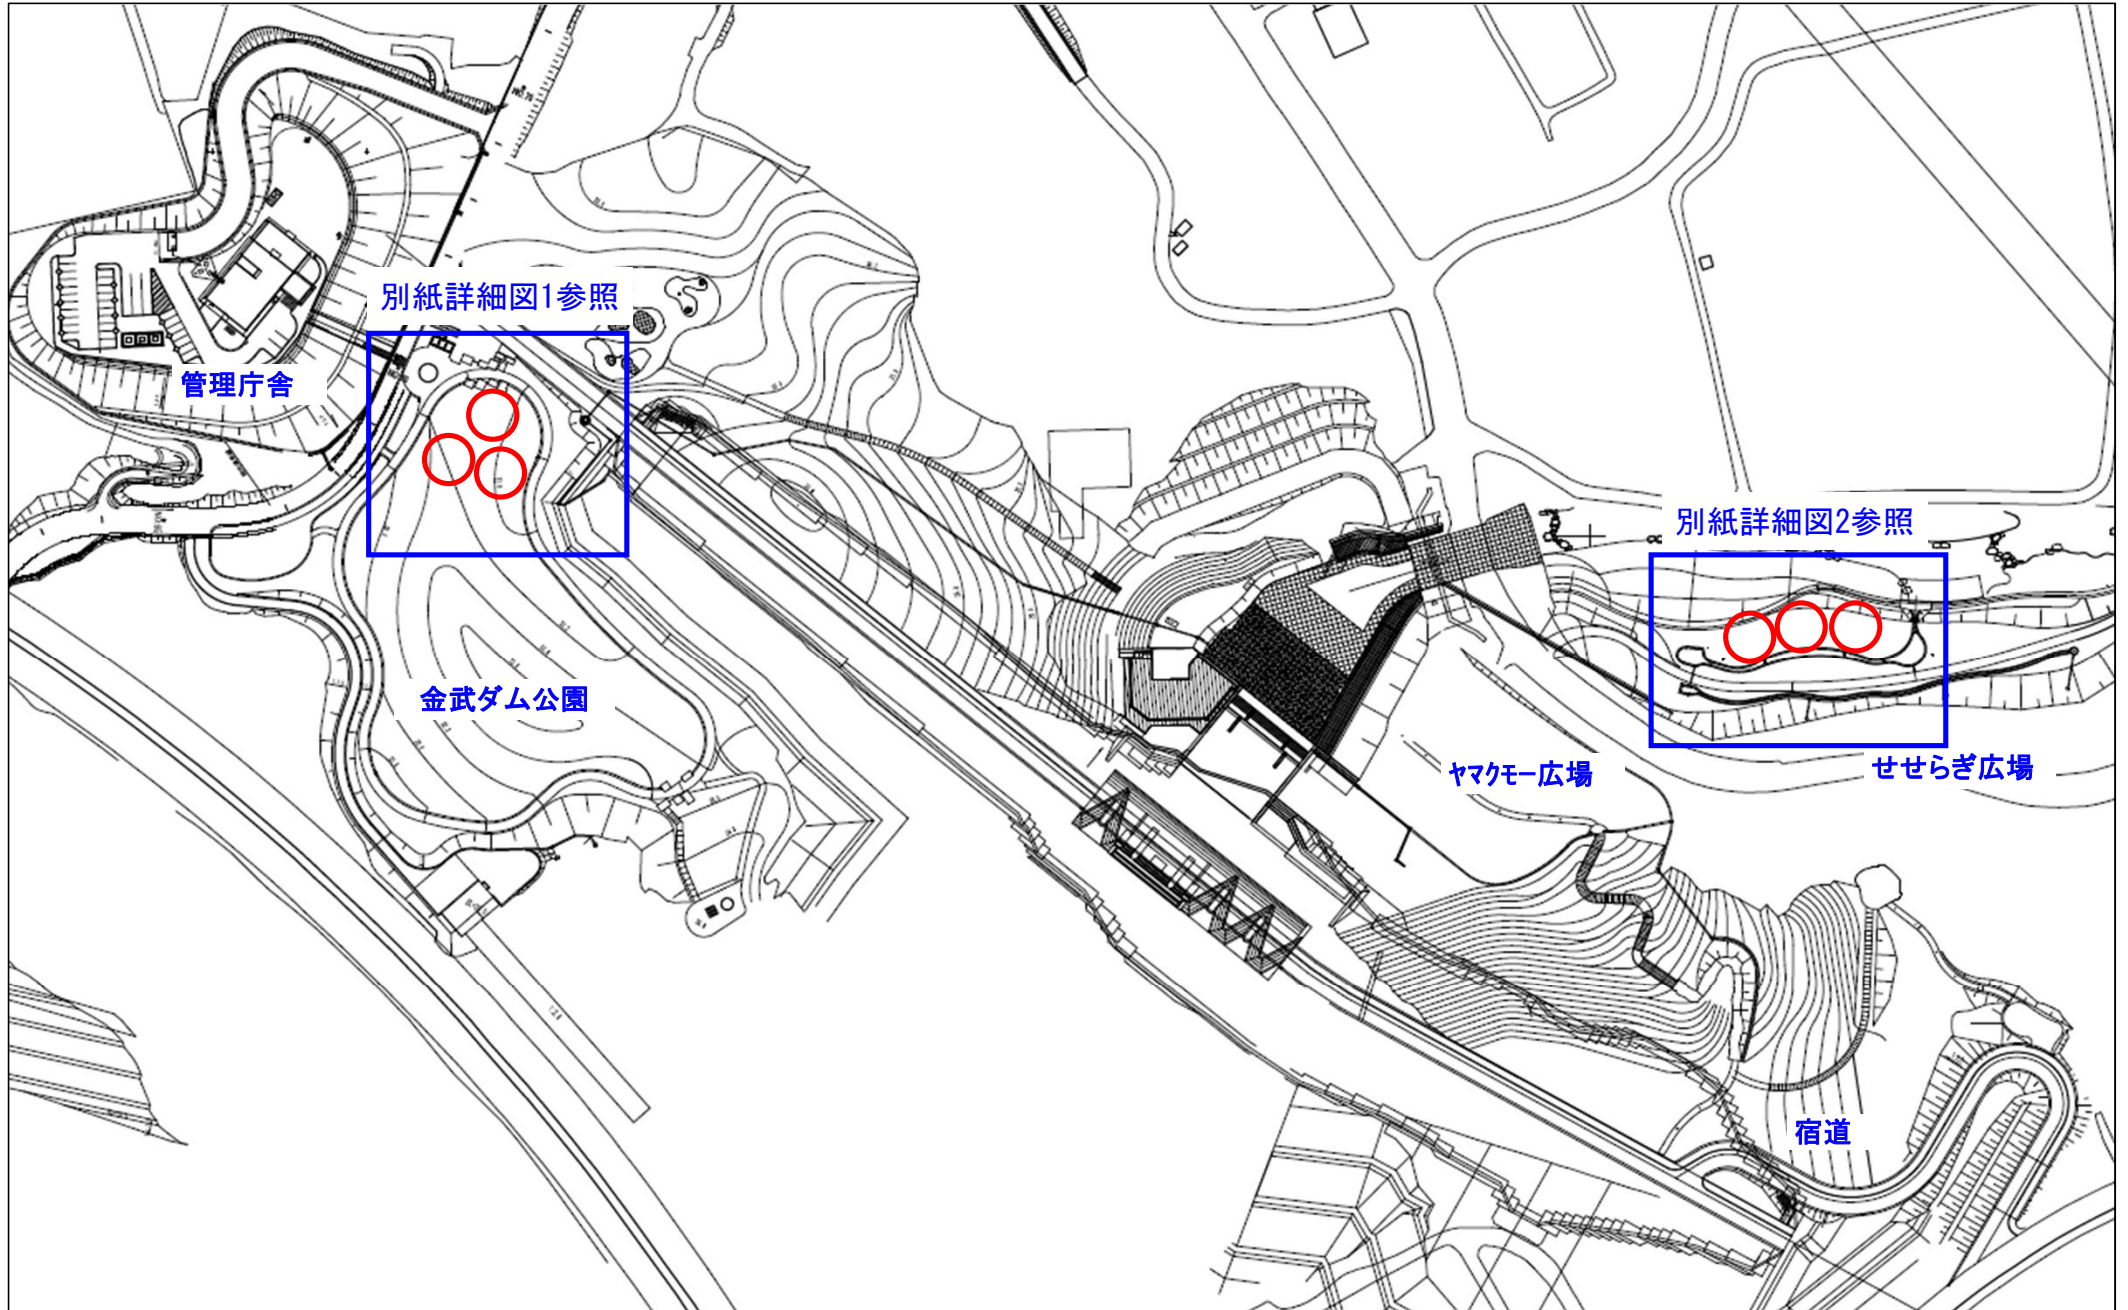 別紙詳細図1参照
管理庁舎
別紙詳細図2参照
金武ダム公園
ヤマクモー広場
せせらぎ広場
宿道